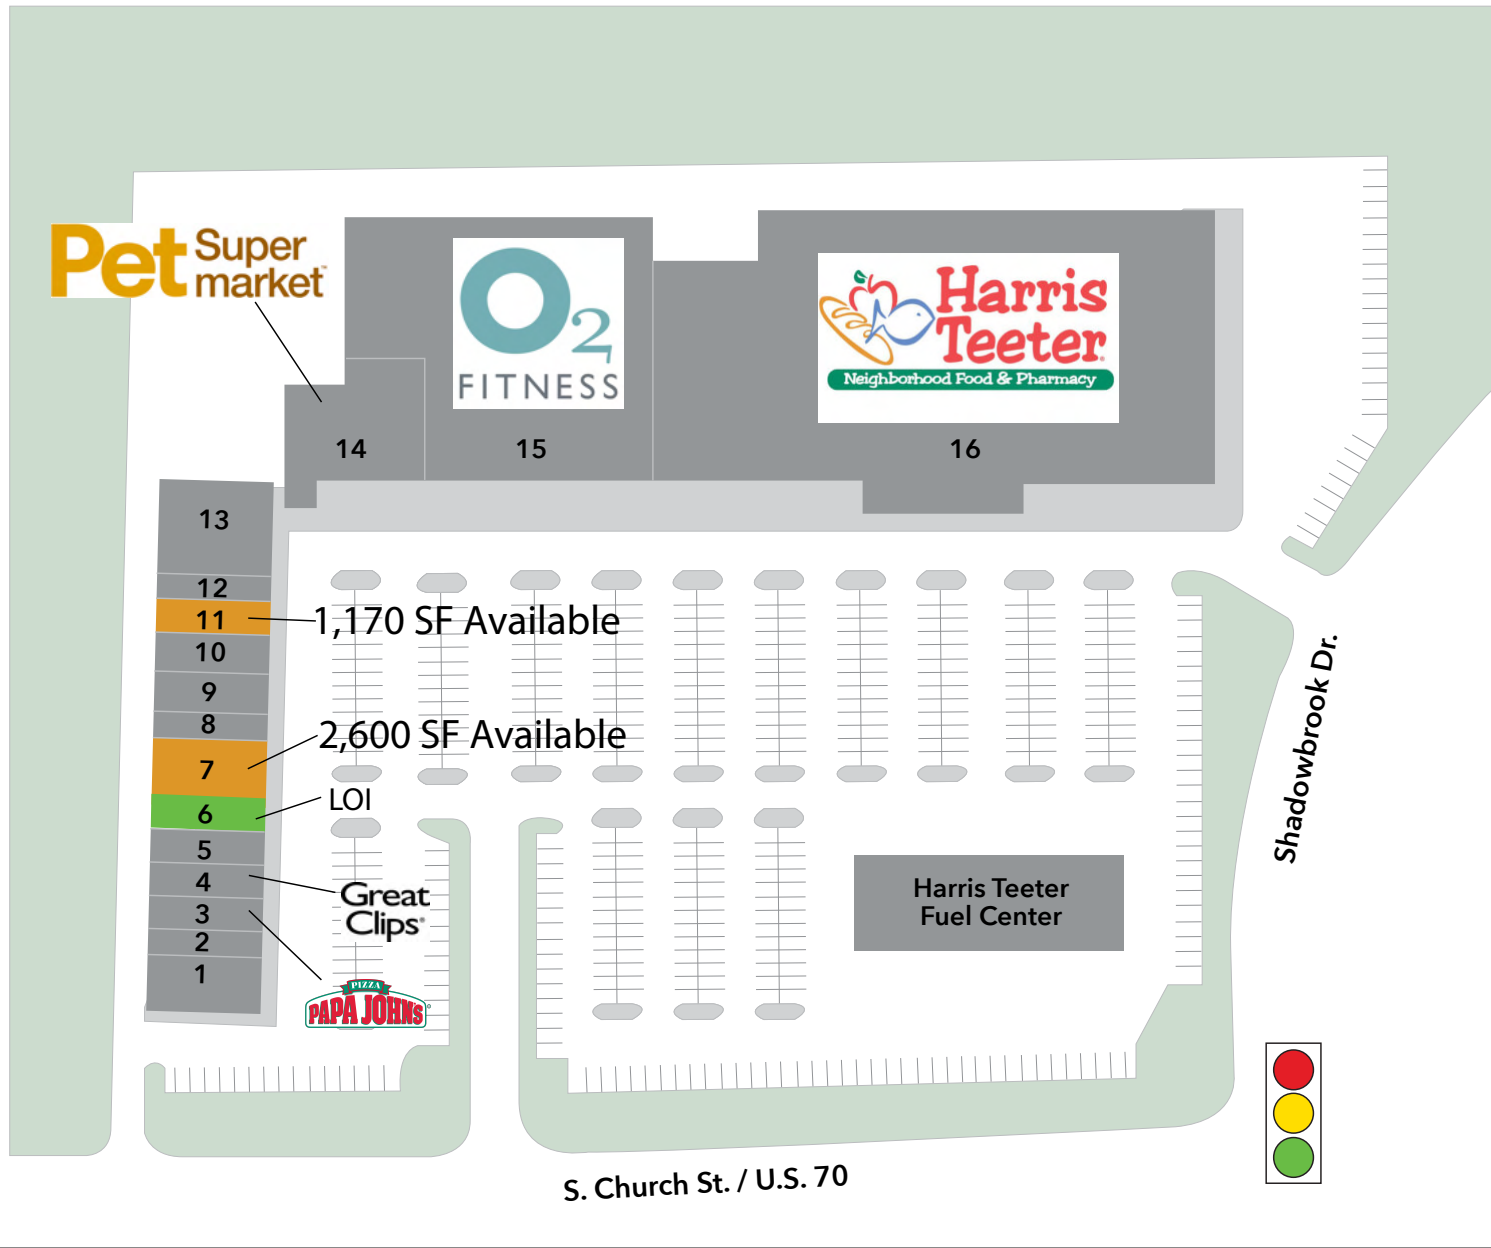 Pet Super
market
O2
FITNESS
Harris
Teeter
Neighborhood Food & Pharmacy
14
15
16
13
12
11
1,170 SF Available
10
9
8
2,600 SF Available
7
LOI
6
5
4
Great
Clips
3
2
1
PIZZA
PAPA JOHN'S
Harris Teeter
Fuel Center
Shadowbrook Dr.
S. Church St. / U.S. 70